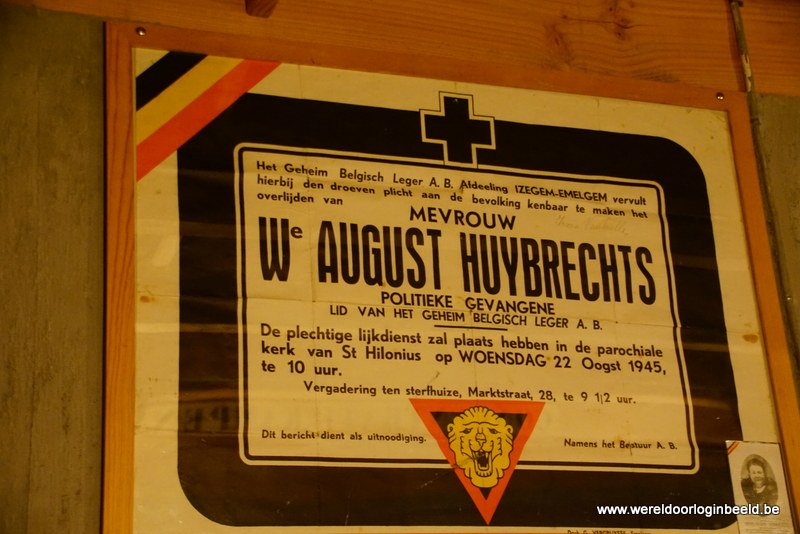 Het Geheim Belgisch Leger A. B. Afdeeling IZEGEM-EMELGEM vervult
hierbij den droeven plicht aan de bevolking kenbaar te maken het
overlijden van
MEVROUW
We AUGUST HUYBRECHTS
POLITIEKE GEVANGENE
LID VAN HET GEHEIM BELGISCH LEGER A. B.
De plechtige lijkdienst zal plaats hebben in de parochiale
kerk van St Hilonius op WOENSDAG 22 Oogst 1945,
te 10 uur.
Vergadering ten sterfhuize, Marktstraat, 28, te 9 1|2 uur.
Dit bericht dient als uitnoodiging.
Namens het Bestuur A. B.
www.wereldoorloginbeeld.be